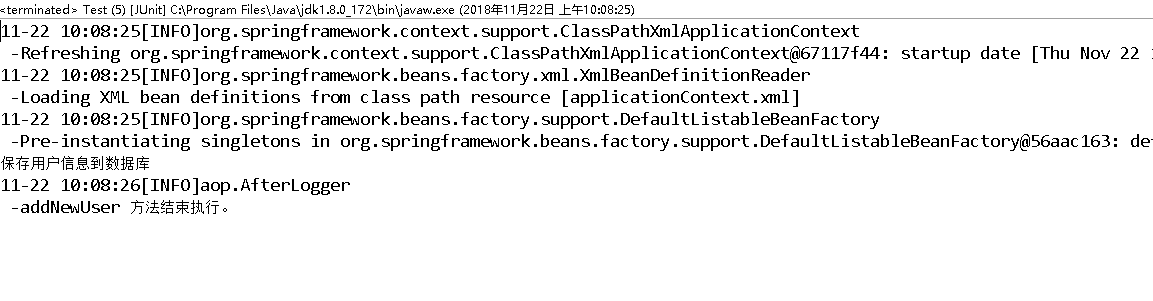 <terminated> Test (5) [JUnit] C:\Program Files\Java\jdk1.8.0_172\bin\javaw.exe (2018年11月22日 上午10:08:25)
11-22 10:08:25[INFO]org.springframework.context.support.ClassPathXmlApplicationContext
-Refreshing org.springframework.context.support.ClassPathXmlApplicationContext@67117f44: startup date [Thu Nov 22
11-22 10:08:25[INFO]org.springframework.beans.factory.xml.XmlBeanDefinitionReader
-Loading XML bean definitions from class path resource [applicationContext.xml]
11-22 10:08:25[INFO]org.springframework.beans.factory.support.DefaultListableBeanFactory
-Pre-instantiating singletons in org.springframework.beans.factory.support.DefaultListableBeanFactory@56aac163: de
保存用户信息到数据库
11-22 10:08:26[INFO]aop.AfterLogger
-addNewUser 方法结束执行。